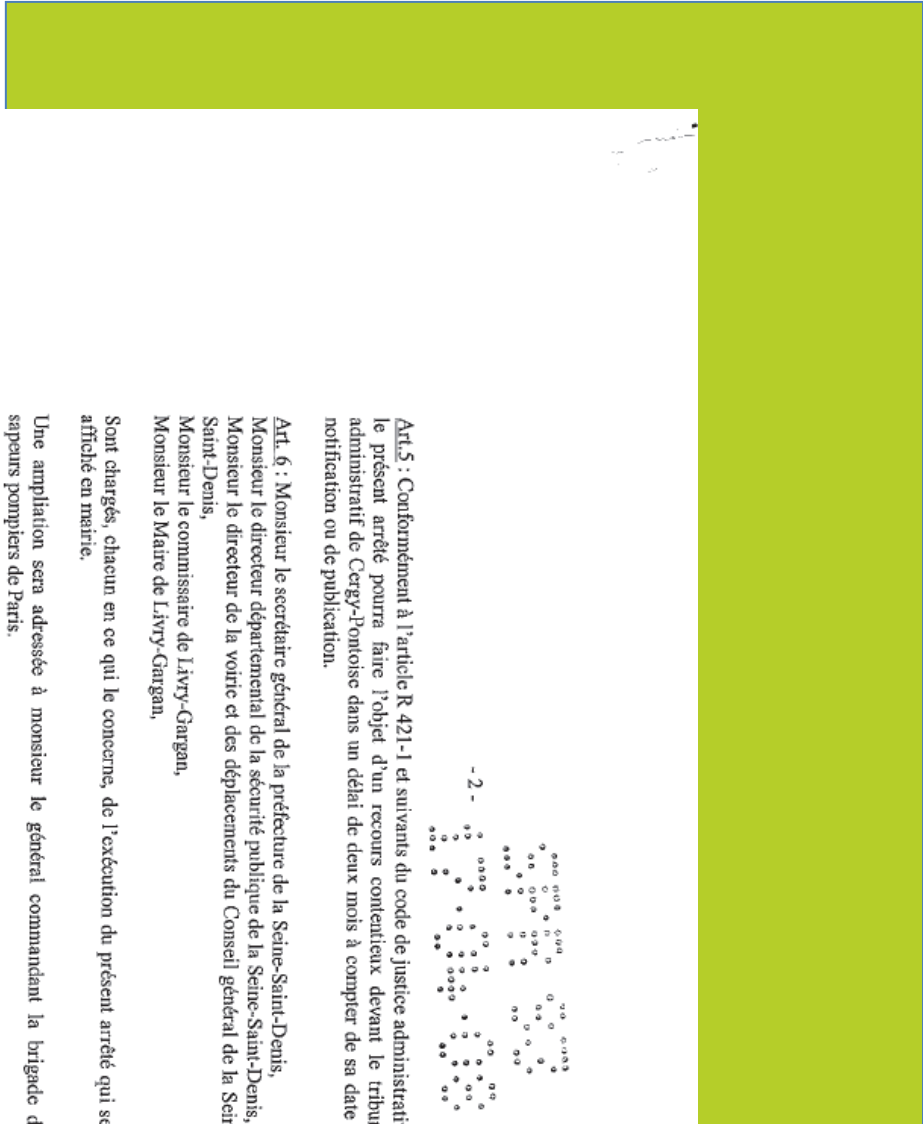 - 2 -
Art.5 : Conformément à l'article R 421-1 et suivants du code de justice administrati
le présent arrêté pourra faire l'objet d'un recours contentieux devant le tribu
administratif de Cergy-Pontoise dans un délai de deux mois à compter de sa date
notification ou de publication.
Art. 6 : Monsieur le secrétaire général de la préfecture de la Seine-Saint-Denis,
Monsieur le directeur départemental de la sécurité publique de la Seine-Saint-Denis,
Monsieur le directeur de la voirie et des déplacements du Conseil général de la Sein
Saint-Denis,
Monsieur le commissaire de Livry-Gargan,
Monsieur le Maire de Livry-Gargan,
Sont chargés, chacun en ce qui le concerne, de l'exécution du présent arrêté qui se
affiché en mairie.
Une ampliation sera adressée à monsieur le général commandant la brigade d
sapeurs pompiers de Paris.